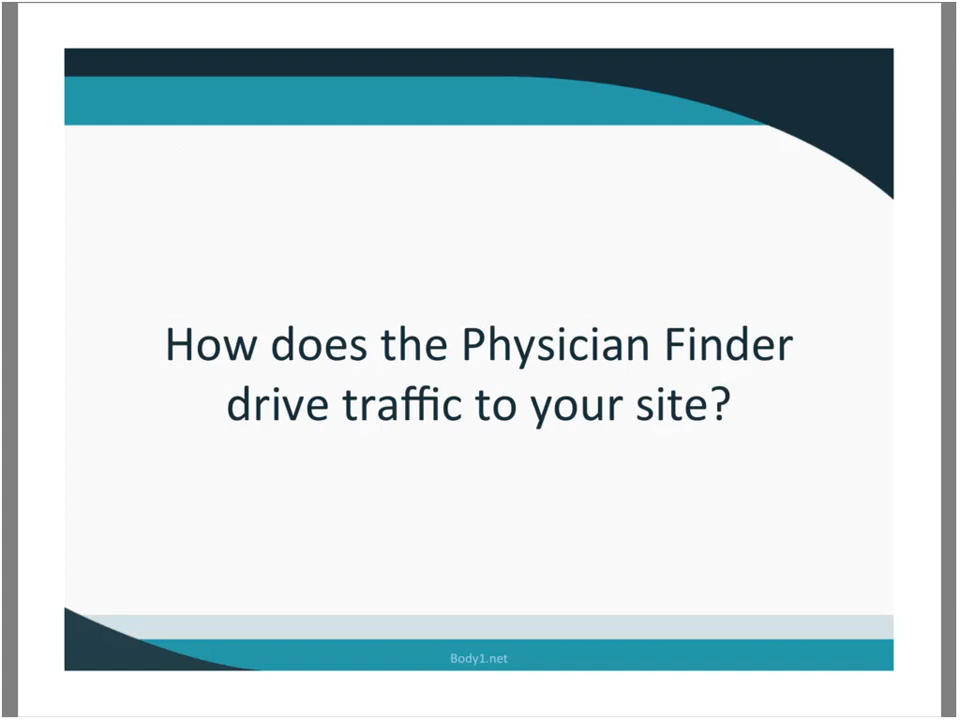 How does the Physician Finder
drive traffic to your site?
Body1.net